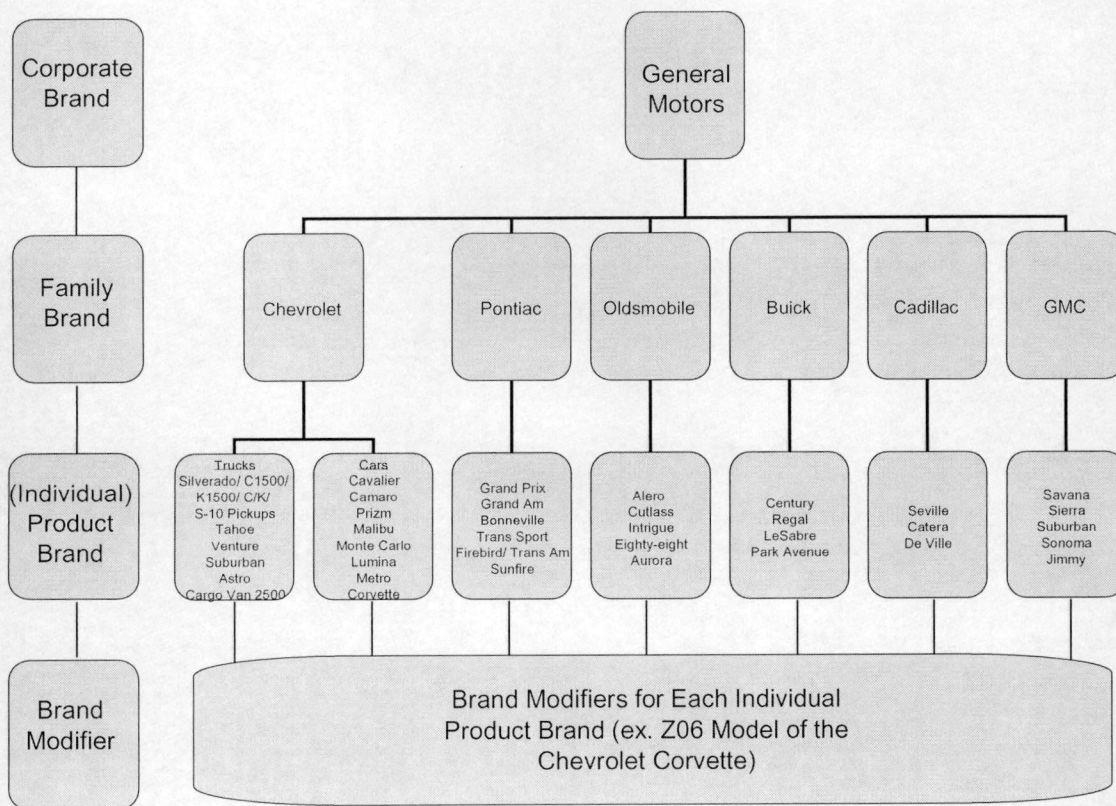 Corporate
Brand
General
Motors
Family
Brand
Chevrolet
Pontiac
Oldsmobile
Buick
Cadillac
GMC
(Individual)
Product
Brand
Trucks
Silverado/ C1500/
K1500/ C/K/
S-10 Pickups
Tahoe
Venture
Suburban
Astro
Cargo Van 2500
Cars
Cavalier
Camaro
Prizm
Malibu
Monte Carlo
Lumina
Metro
Corvette
Grand Prix
Grand Am
Bonneville
Trans Sport
Firebird/ Trans Am
Sunfire
Alero
Cutlass
Intrigue
Eighty-eight
Aurora
Century
Regal
LeSabre
Park Avenue
Seville
Catera
De Ville
Savana
Sierra
Suburban
Sonoma
Jimmy
Brand
Modifier
Brand Modifiers for Each Individual
Product Brand (ex. Z06 Model of the
Chevrolet Corvette)